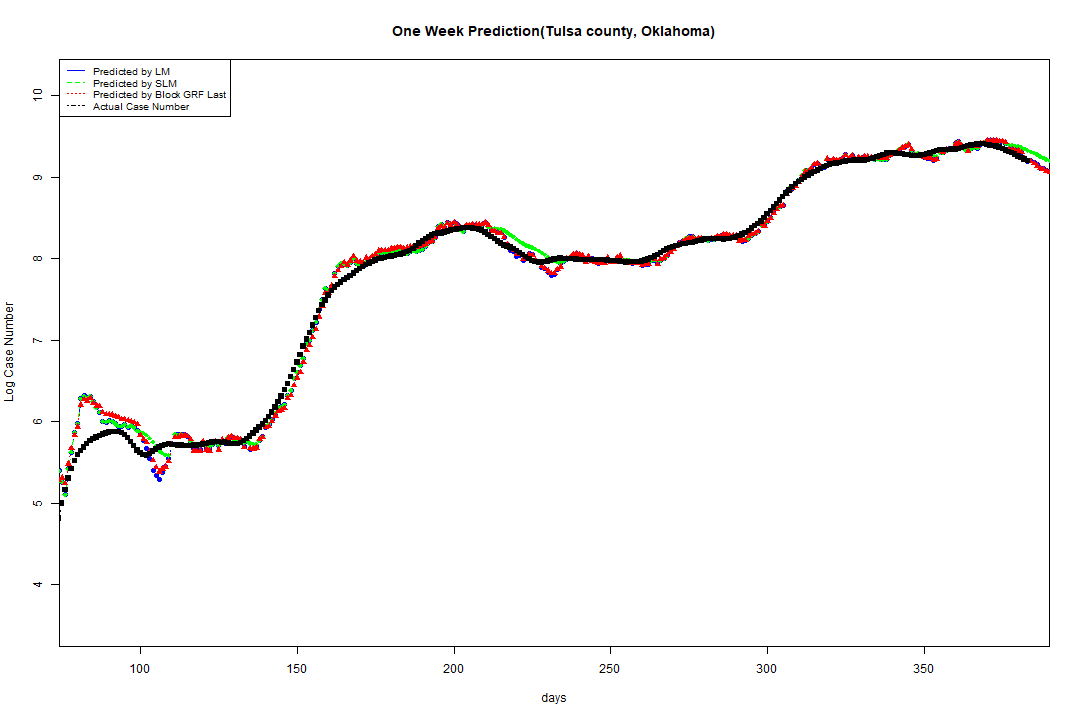 One Week Prediction(Tulsa county, Oklahoma)
Predicted by LM
Predicted by SLM
Predicted by Block GRF Last
Actual Case Number
10
9
8
7
6
5
4
Log Case Number
100 150 200 250 300 350
days